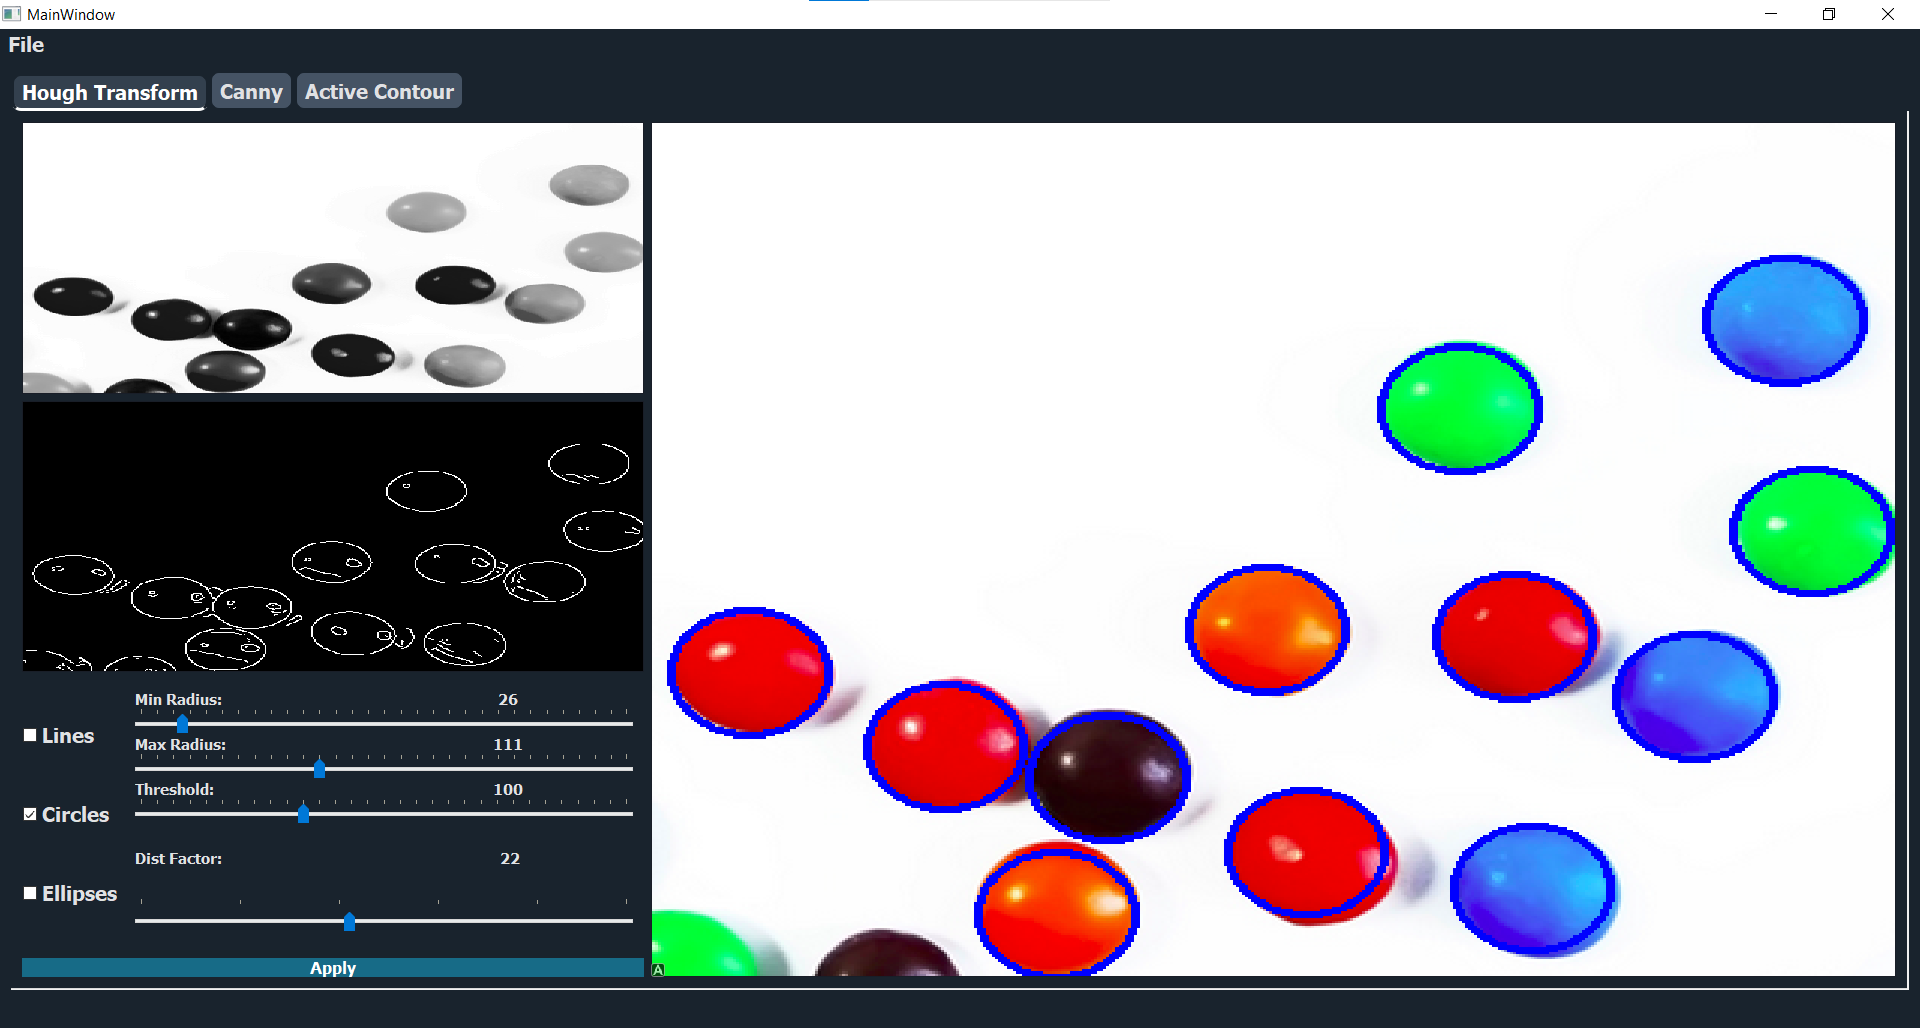 MainWindow
File
Hough Transform Canny Active Contour
Min Radius: 26
Lines
Max Radius: 111
Threshold: 100
Circles
Dist Factor: 22
Ellipses
Apply
A